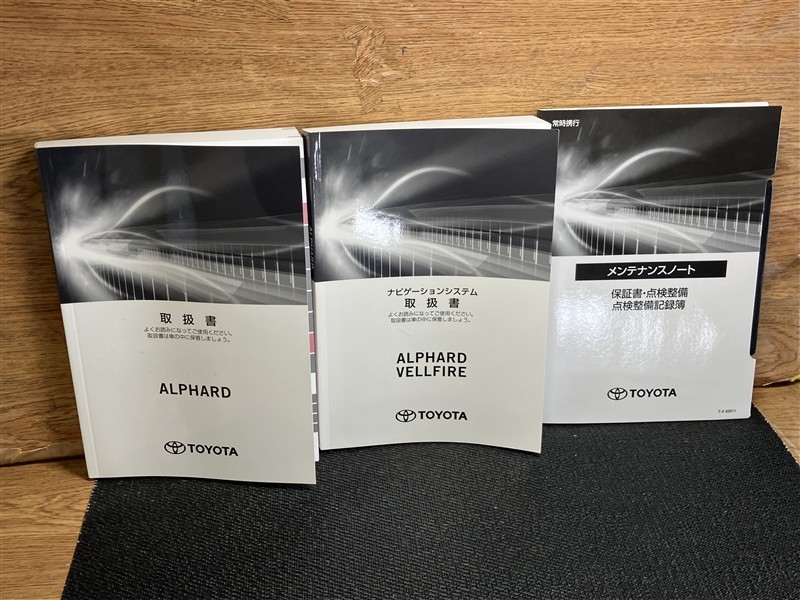 取扱書
よくお読みになってご使用ください。
取扱書は車の中に保管しましょう。
ALPHARD
TOYOTA
ナビゲーションシステム
取扱書
よくお読みになってご使用ください。
取扱書は車の中に保管しましょう。
ALPHARD
VELLFIRE
TOYOTA
常時携行
メンテナンスノート
保証書・点検整備
点検整備記録簿
TOYOTA